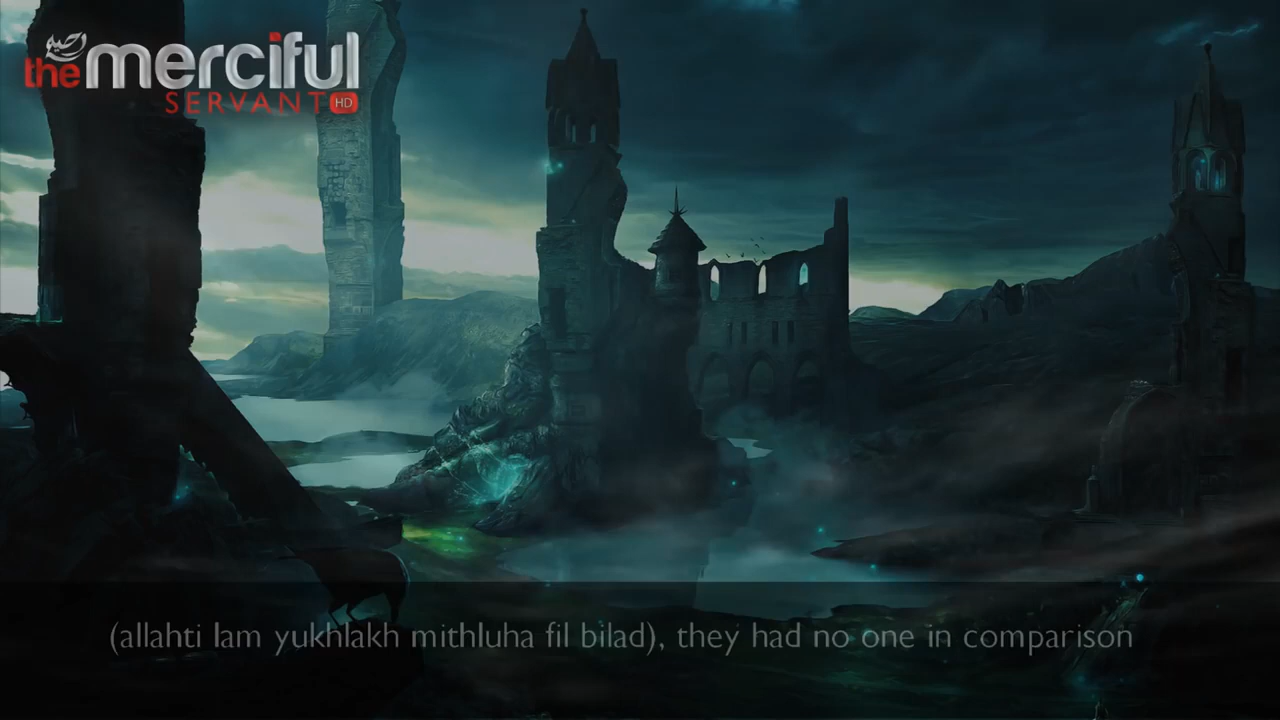 the merciful
SERVANT HD
(allahti lam yukhlakh mithluha fil bilad), they had no one in comparison